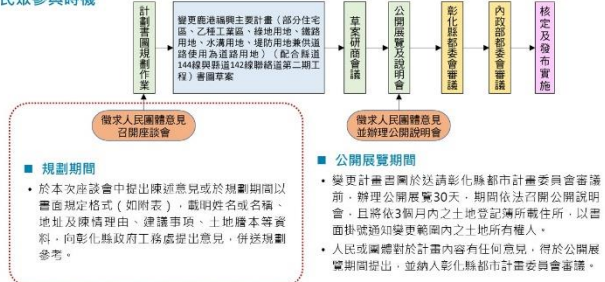 民眾參與時機
計劃書圖規劃作業
變更鹿港福興主要計畫（部分住宅
區、乙種工業區、綠地用地、鐵路
用地、水溝用地、堤防用地兼供道
路使用為道路用地）（配合縣道
144線與縣道142線聯絡道第二期工
程）書圖草案
草案研商會議
公開展覽及說明會
彰化縣都委會審議
內政部都委會審議
核定及發布實施
徵求人民團體意見
召開座談會
徵求人民團體意見
並辦理公開說明會
■ 規劃期間
• 於本次座談會中提出陳述意見或於規劃期間以
書面規定格式（如附表），載明姓名或名稱、
地址及陳情理由、建議事項、土地謄本等資
料，向彰化縣政府工務處提出意見，併送規劃
參考。
■ 公開展覽期間
• 變更計畫書圖於送請彰化縣都市計畫委員會審議
前，辦理公開展覽30天，期間依法召開公開說明
會，且將依3個月內之土地登記簿所載住所，以書
面掛號通知變更範圍內之土地所有權人。
• 人民或團體對於計畫內容有任何意見，得於公開展
覽期間提出，並納入彰化縣都市計畫委員會審議。